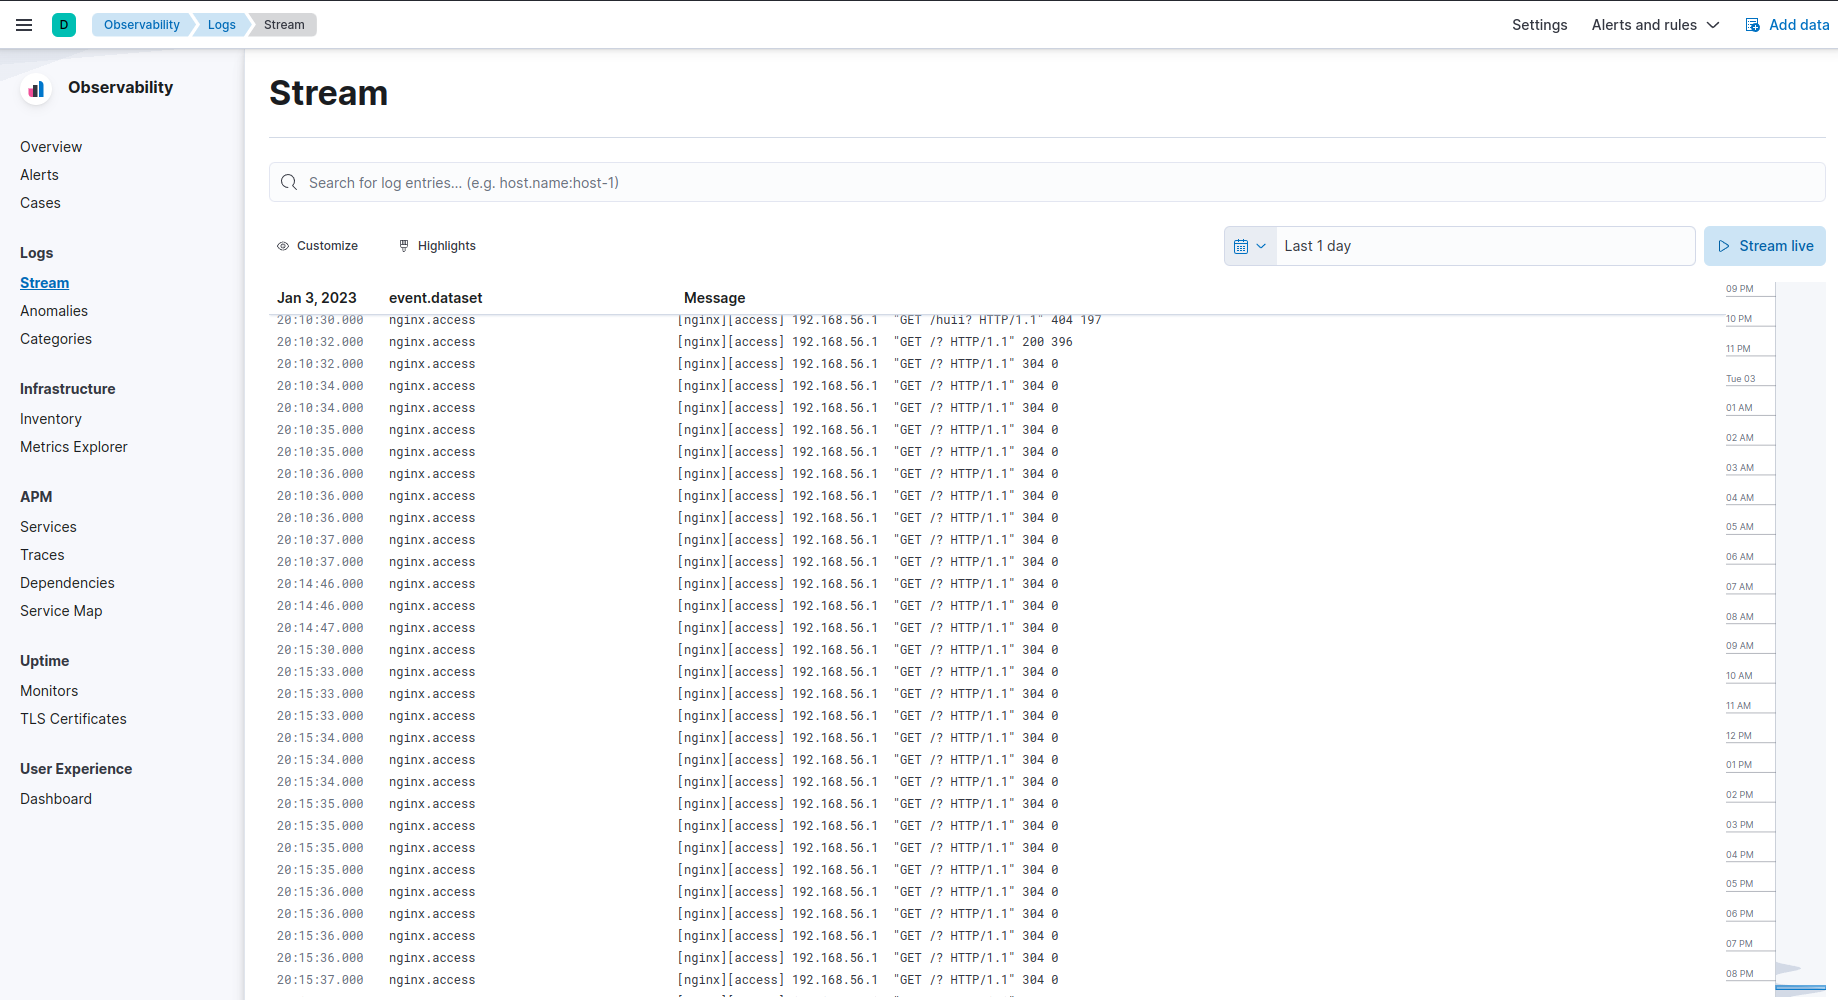 D Observability Logs Stream Settings Alerts and rules Add data
Observability
Overview
Alerts
Cases
Logs
Stream
Anomalies
Categories
Infrastructure
Inventory
Metrics Explorer
APM
Services
Traces
Dependencies
Service Map
Uptime
Monitors
TLS Certificates
User Experience
Dashboard
Stream
Search for log entries... (e.g. host.name:host-1)
Customize Highlights Last 1 day Stream live
Jan 3, 2023 event.dataset Message
20:10:30.000 nginx.access [nginx][access] 192.168.56.1 "GET /huii? HTTP/1.1" 404 197
20:10:32.000 nginx.access [nginx][access] 192.168.56.1 "GET /? HTTP/1.1" 200 396
20:10:32.000 nginx.access [nginx][access] 192.168.56.1 "GET /? HTTP/1.1" 304 0
20:10:34.000 nginx.access [nginx][access] 192.168.56.1 "GET /? HTTP/1.1" 304 0
20:10:34.000 nginx.access [nginx][access] 192.168.56.1 "GET /? HTTP/1.1" 304 0
20:10:35.000 nginx.access [nginx][access] 192.168.56.1 "GET /? HTTP/1.1" 304 0
20:10:35.000 nginx.access [nginx][access] 192.168.56.1 "GET /? HTTP/1.1" 304 0
20:10:36.000 nginx.access [nginx][access] 192.168.56.1 "GET /? HTTP/1.1" 304 0
20:10:36.000 nginx.access [nginx][access] 192.168.56.1 "GET /? HTTP/1.1" 304 0
20:10:36.000 nginx.access [nginx][access] 192.168.56.1 "GET /? HTTP/1.1" 304 0
20:10:37.000 nginx.access [nginx][access] 192.168.56.1 "GET /? HTTP/1.1" 304 0
20:10:37.000 nginx.access [nginx][access] 192.168.56.1 "GET /? HTTP/1.1" 304 0
20:14:46.000 nginx.access [nginx][access] 192.168.56.1 "GET /? HTTP/1.1" 304 0
20:14:46.000 nginx.access [nginx][access] 192.168.56.1 "GET /? HTTP/1.1" 304 0
20:14:47.000 nginx.access [nginx][access] 192.168.56.1 "GET /? HTTP/1.1" 304 0
20:15:30.000 nginx.access [nginx][access] 192.168.56.1 "GET /? HTTP/1.1" 304 0
20:15:33.000 nginx.access [nginx][access] 192.168.56.1 "GET /? HTTP/1.1" 304 0
20:15:33.000 nginx.access [nginx][access] 192.168.56.1 "GET /? HTTP/1.1" 304 0
20:15:33.000 nginx.access [nginx][access] 192.168.56.1 "GET /? HTTP/1.1" 304 0
20:15:34.000 nginx.access [nginx][access] 192.168.56.1 "GET /? HTTP/1.1" 304 0
20:15:34.000 nginx.access [nginx][access] 192.168.56.1 "GET /? HTTP/1.1" 304 0
20:15:34.000 nginx.access [nginx][access] 192.168.56.1 "GET /? HTTP/1.1" 304 0
20:15:35.000 nginx.access [nginx][access] 192.168.56.1 "GET /? HTTP/1.1" 304 0
20:15:35.000 nginx.access [nginx][access] 192.168.56.1 "GET /? HTTP/1.1" 304 0
20:15:35.000 nginx.access [nginx][access] 192.168.56.1 "GET /? HTTP/1.1" 304 0
20:15:35.000 nginx.access [nginx][access] 192.168.56.1 "GET /? HTTP/1.1" 304 0
20:15:36.000 nginx.access [nginx][access] 192.168.56.1 "GET /? HTTP/1.1" 304 0
20:15:36.000 nginx.access [nginx][access] 192.168.56.1 "GET /? HTTP/1.1" 304 0
20:15:36.000 nginx.access [nginx][access] 192.168.56.1 "GET /? HTTP/1.1" 304 0
20:15:36.000 nginx.access [nginx][access] 192.168.56.1 "GET /? HTTP/1.1" 304 0
20:15:37.000 nginx.access [nginx][access] 192.168.56.1 "GET /? HTTP/1.1" 304 0
09 PM
10 PM
11 PM
Tue 03
01 AM
02 AM
03 AM
04 AM
05 AM
06 AM
07 AM
08 AM
09 AM
10 AM
11 AM
12 PM
01 PM
02 PM
03 PM
04 PM
05 PM
06 PM
07 PM
08 PM